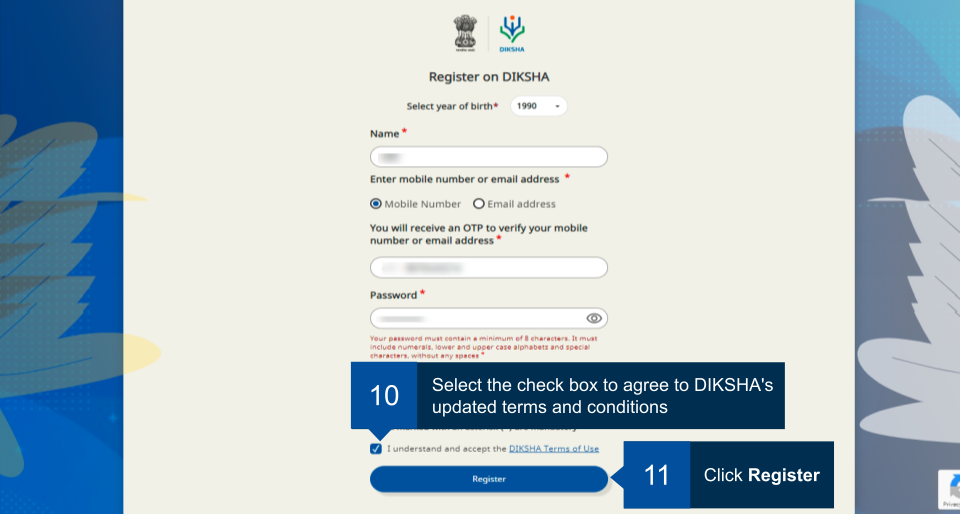 DIKSHA
Register on DIKSHA
Select year of birth* 1990
Name *
Enter mobile number or email address *
Mobile Number Email address
You will receive an OTP to verify your mobile
number or email address *
Password *
Your password must contain a minimum of 8 characters. It must
include numerals, lower and upper case alphabets and special
characters, without any spaces *
10 Select the check box to agree to DIKSHA's
updated terms and conditions
I understand and accept the DIKSHA Terms of Use
Register
11 Click Register